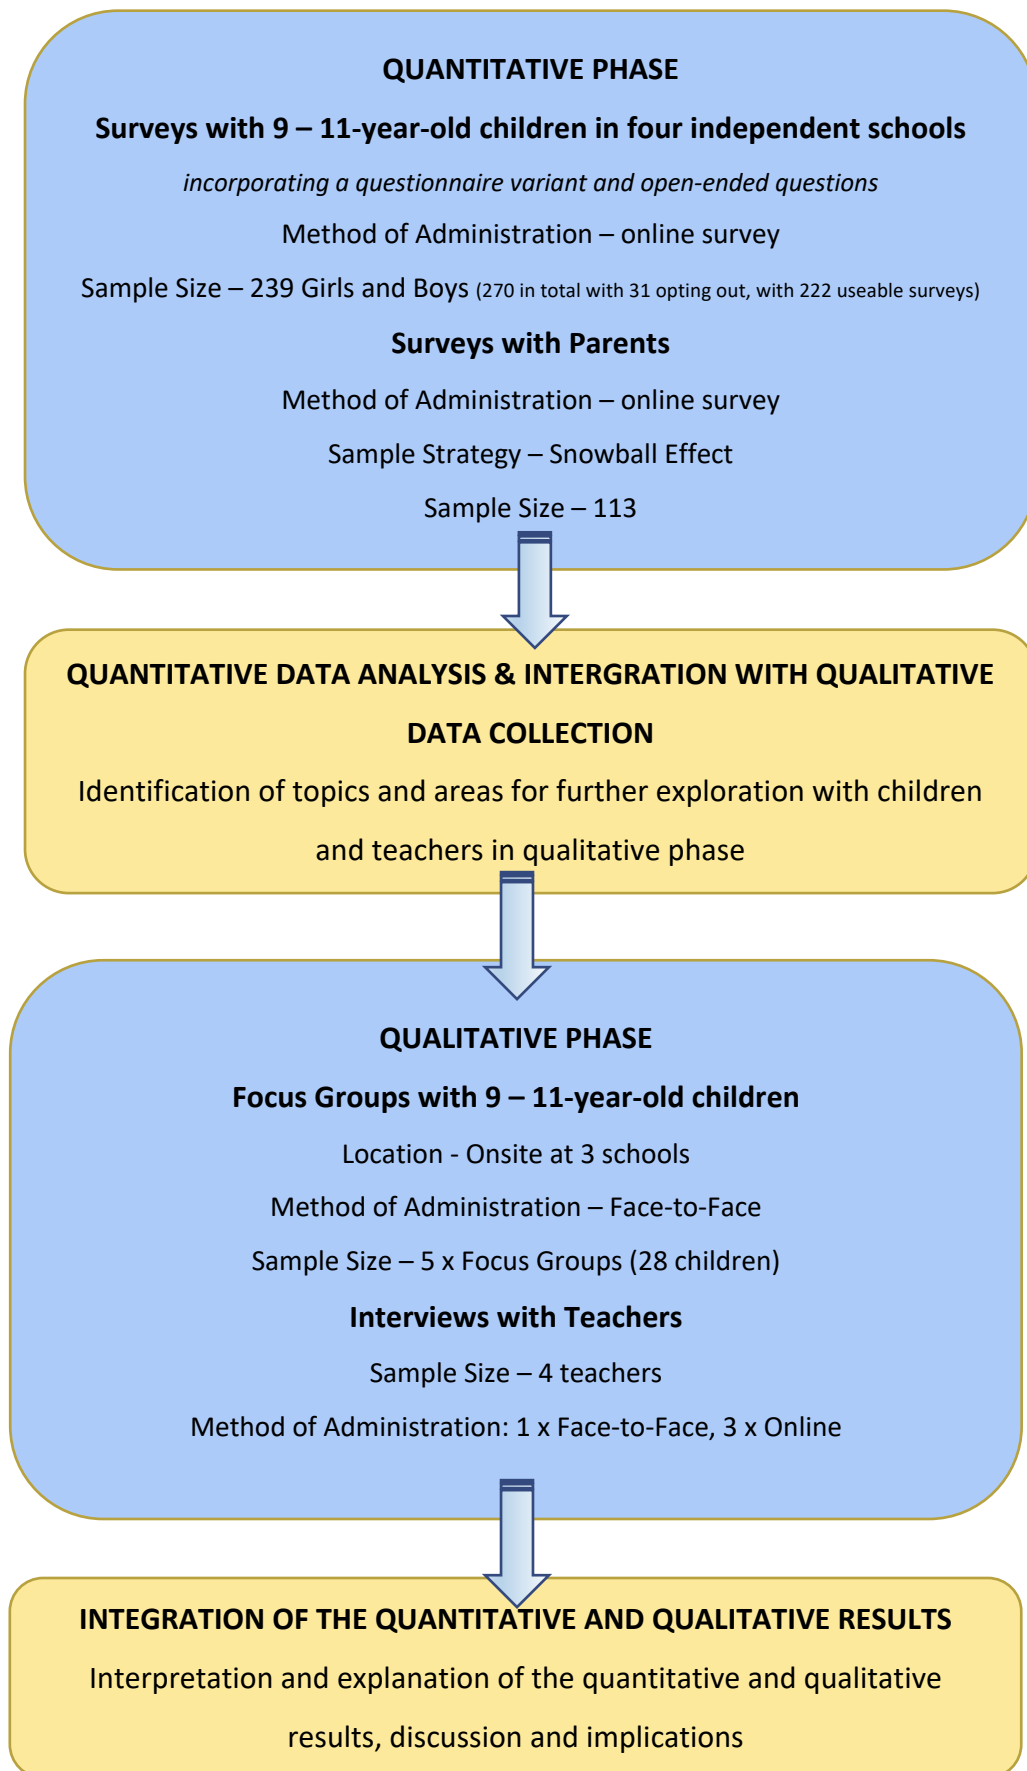 QUANTITATIVE PHASE
Surveys with 9 – 11-year-old children in four independent schools
incorporating a questionnaire variant and open-ended questions
Method of Administration – online survey
Sample Size – 239 Girls and Boys (270 in total with 31 opting out, with 222 useable surveys)
Surveys with Parents
Method of Administration – online survey
Sample Strategy – Snowball Effect
Sample Size – 113
QUANTITATIVE DATA ANALYSIS & INTERGRATION WITH QUALITATIVE
DATA COLLECTION
Identification of topics and areas for further exploration with children
and teachers in qualitative phase
QUALITATIVE PHASE
Focus Groups with 9 – 11-year-old children
Location - Onsite at 3 schools
Method of Administration – Face-to-Face
Sample Size – 5 x Focus Groups (28 children)
Interviews with Teachers
Sample Size – 4 teachers
Method of Administration: 1 x Face-to-Face, 3 x Online
INTEGRATION OF THE QUANTITATIVE AND QUALITATIVE RESULTS
Interpretation and explanation of the quantitative and qualitative
results, discussion and implications